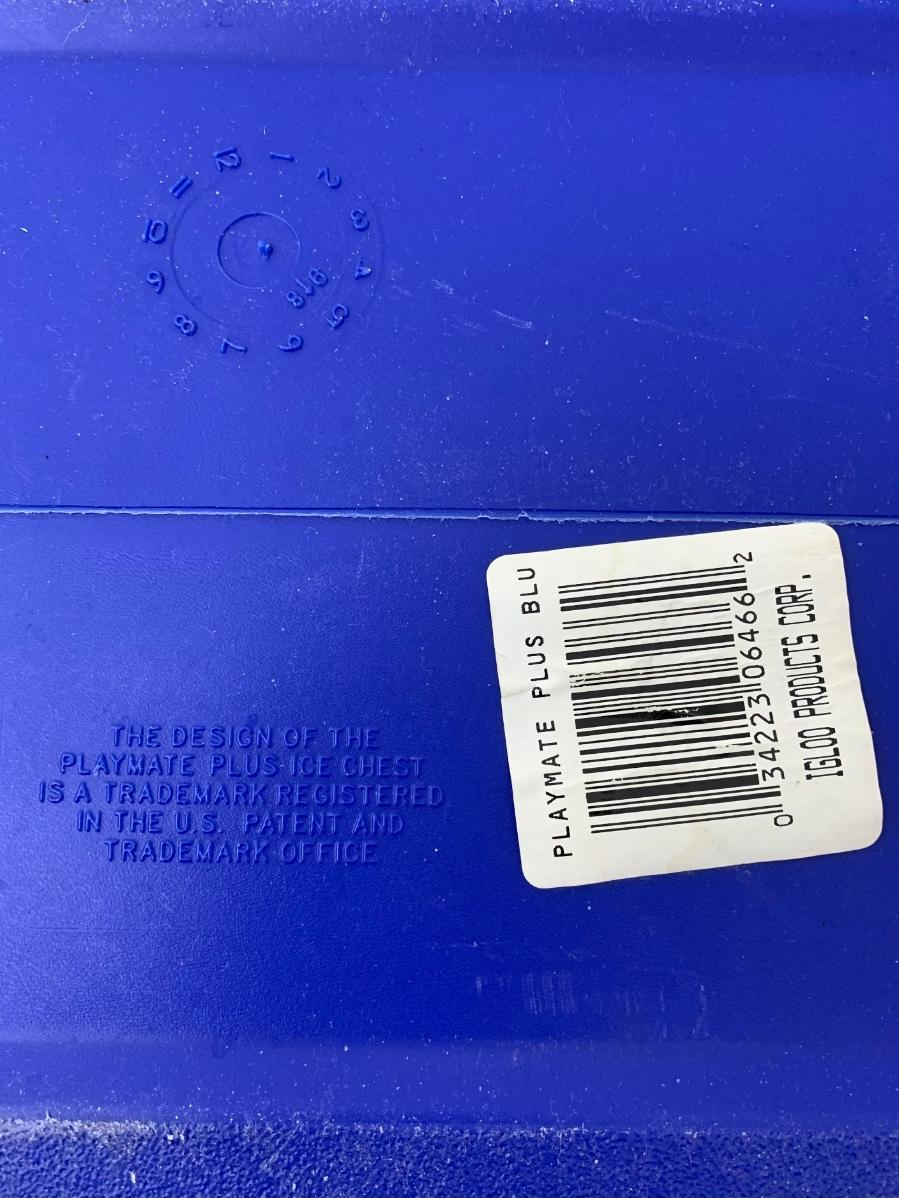 12
1
2
3
4
5
6
7
8
9
10
11
THE DESIGN OF THE
PLAYMATE PLUS ICE CHEST
IS A TRADEMARK REGISTERED
IN THE U.S. PATENT AND
TRADEMARK OFFICE
PLAYMATE PLUS BLU
0 34223 06466 2
IGLOO PRODUCTS CORP.